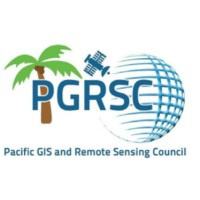 PGRSC
Pacific GIS and Remote Sensing Council